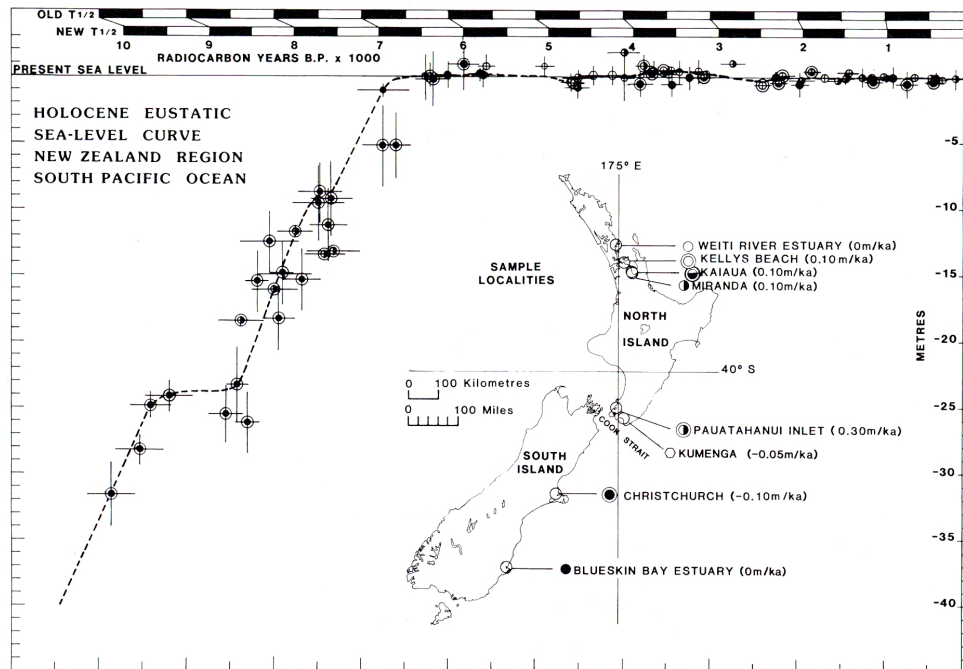 OLD T1/2
NEW T1/2
10 9 8 7 6 5 4 3 2 1
RADIOCARBON YEARS B.P. x 1000
PRESENT SEA LEVEL
HOLOCENE EUSTATIC
SEA-LEVEL CURVE
NEW ZEALAND REGION
SOUTH PACIFIC OCEAN
-5
-10
-15
-20
-25
-30
-35
-40
METRES
175° E
SAMPLE
LOCALITIES
WEITI RIVER ESTUARY (0m/ka)
KELLYS BEACH (0.10m/ka)
KAIAUA (0.10m/ka)
MIRANDA (0.10m/ka)
NORTH
ISLAND
40° S
0 100 Kilometres
0 100 Miles
COOK STRAIT
PAUATAHANUI INLET (0.30m/ka)
KUMENGA (-0.05m/ka)
SOUTH
ISLAND
CHRISTCHURCH (-0.10m/ka)
BLUESKIN BAY ESTUARY (0m/ka)